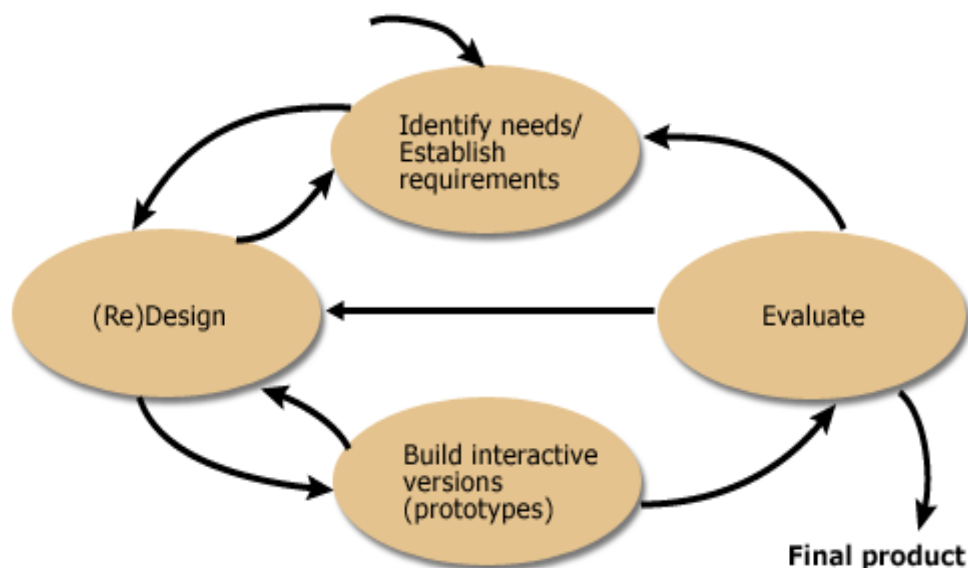 Identify needs/
Establish
requirements
(Re)Design
Evaluate
Build interactive
versions
(prototypes)
Final product